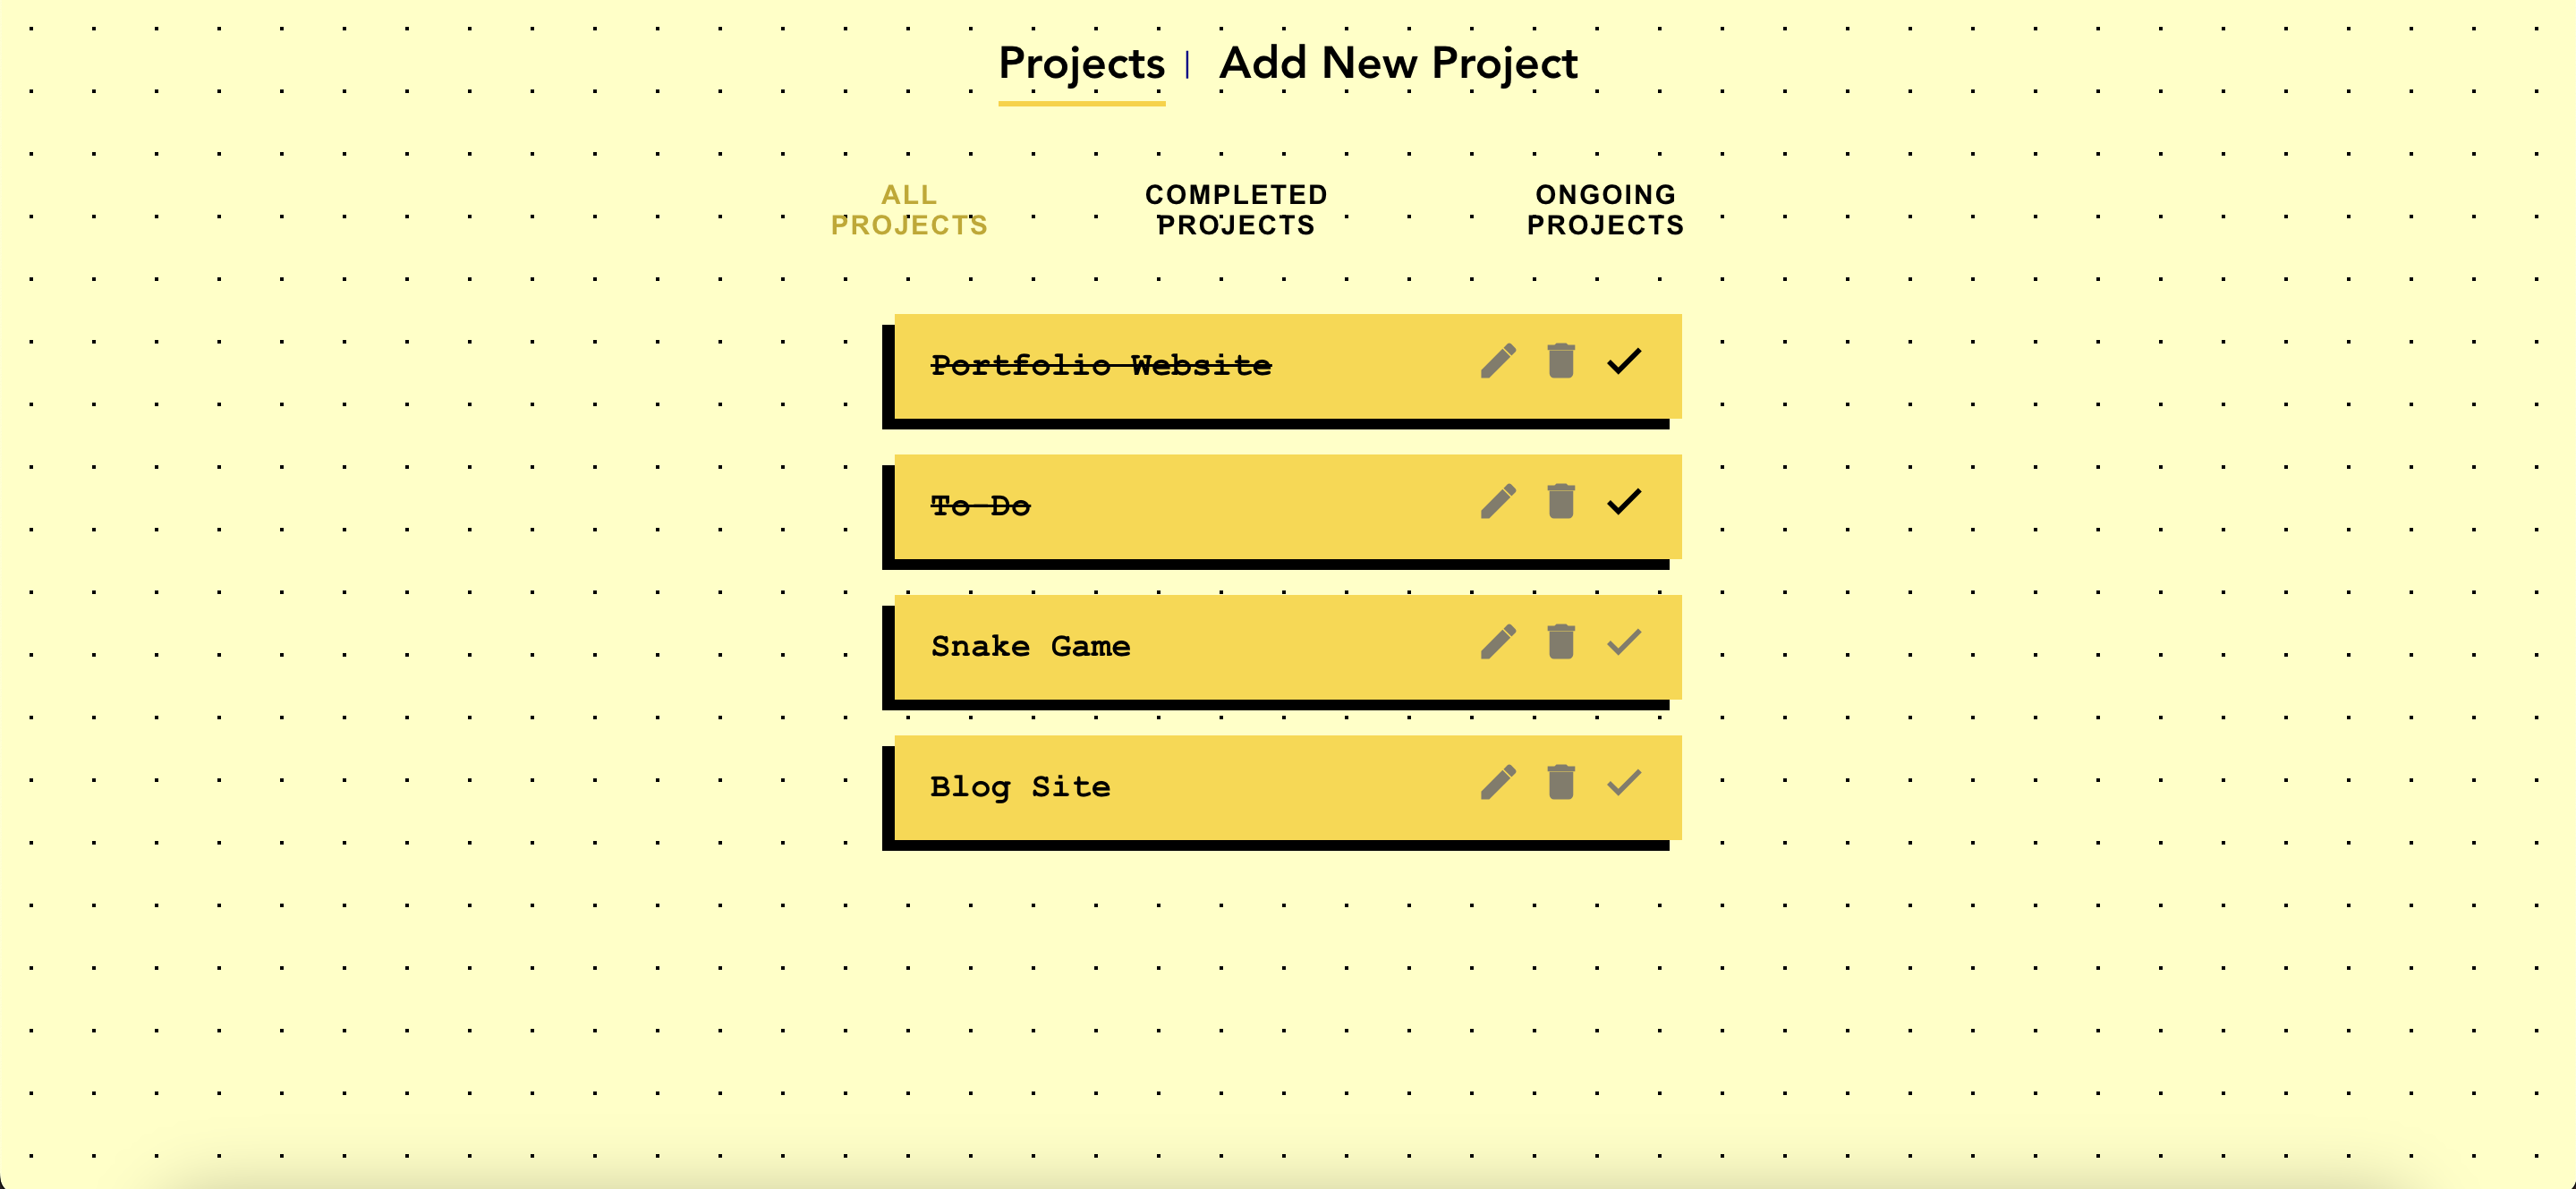 Projects | Add New Project
ALL
PROJECTS
COMPLETED
PROJECTS
ONGOING
PROJECTS
Portfolio Website
To-Do
Snake Game
Blog Site